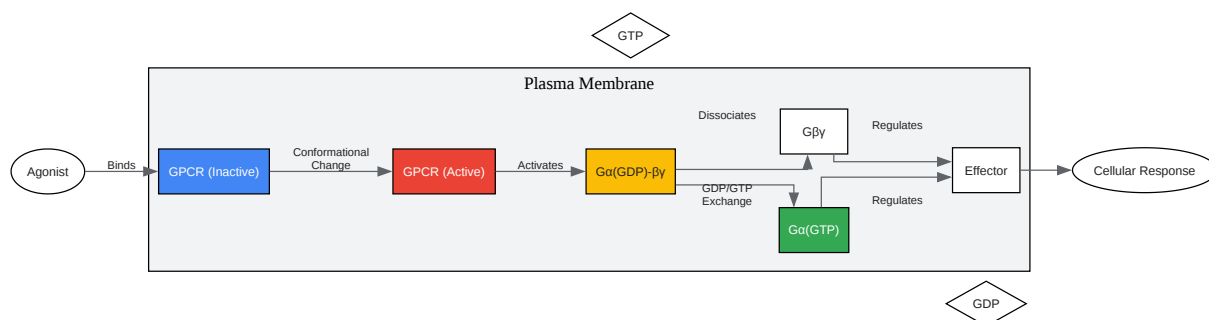 GTP
Plasma Membrane
Agonist
Binds
GPCR (Inactive)
Conformational
Change
GPCR (Active)
Activates
Gα(GDP)-βγ
Dissociates
Gβγ
Regulates
GDP/GTP
Exchange
Gα(GTP)
Regulates
Effector
Cellular Response
GDP